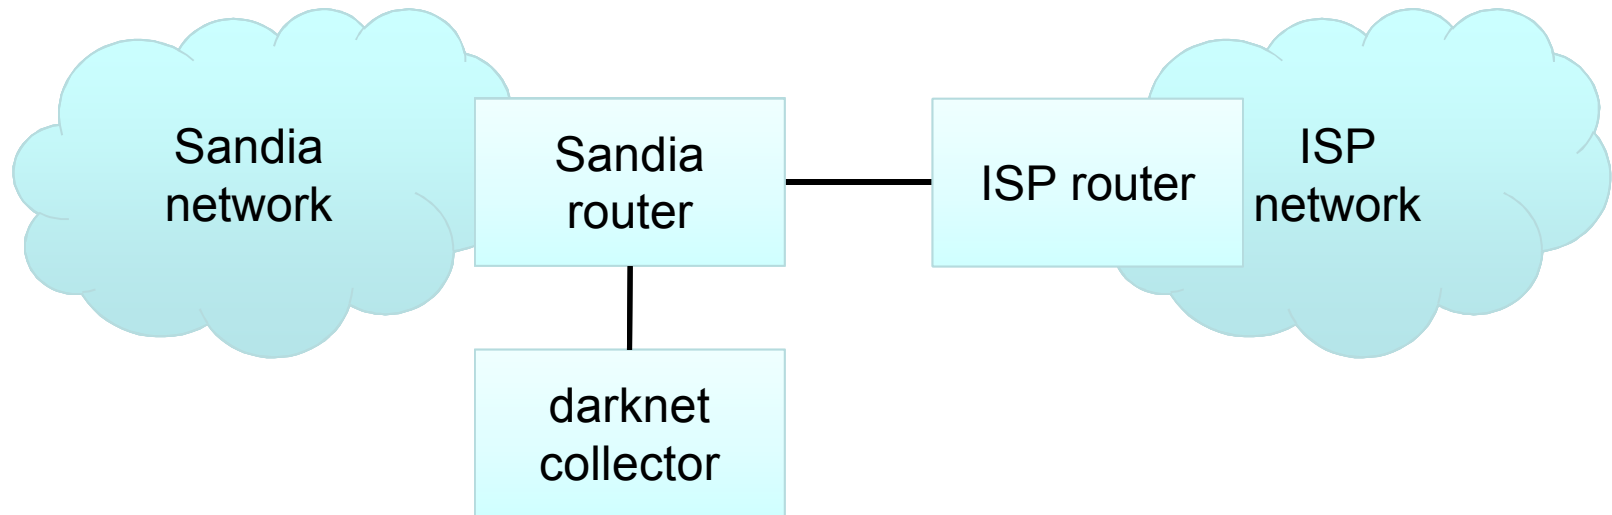 Sandia
network
Sandia
router
ISP router
ISP
network
darknet
collector